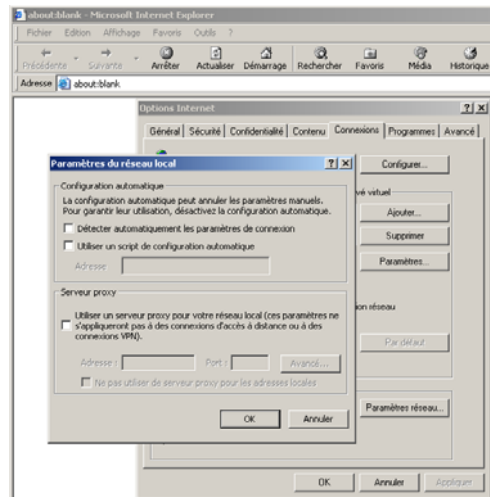 about:blank - Microsoft Internet Explorer
Fichier Edition Affichage Favoris Outils ?
Précédente Suivante Arrêter Actualiser Démarrage Rechercher Favoris Média Historique
Adresse about:blank
Options Internet
Général Sécurité Confidentialité Contenu Connexions Programmes Avancé
Configurer...
vé virtuel
Ajouter...
Supprimer
Paramètres...
ion réseau
Par défaut
Paramètres réseau...
OK Annuler Appliquer
Paramètres du réseau local
Configuration automatique
La configuration automatique peut annuler les paramètres manuels.
Pour garantir leur utilisation, désactivez la configuration automatique.
Détecter automatiquement les paramètres de connexion
Utiliser un script de configuration automatique
Adresse
Serveur proxy
Utiliser un serveur proxy pour votre réseau local (ces paramètres ne
s'appliqueront pas à des connexions d'accès à distance ou à des
connexions VPN).
Adresse : Port : Avancé...
Ne pas utiliser de serveur proxy pour les adresses locales
OK Annuler